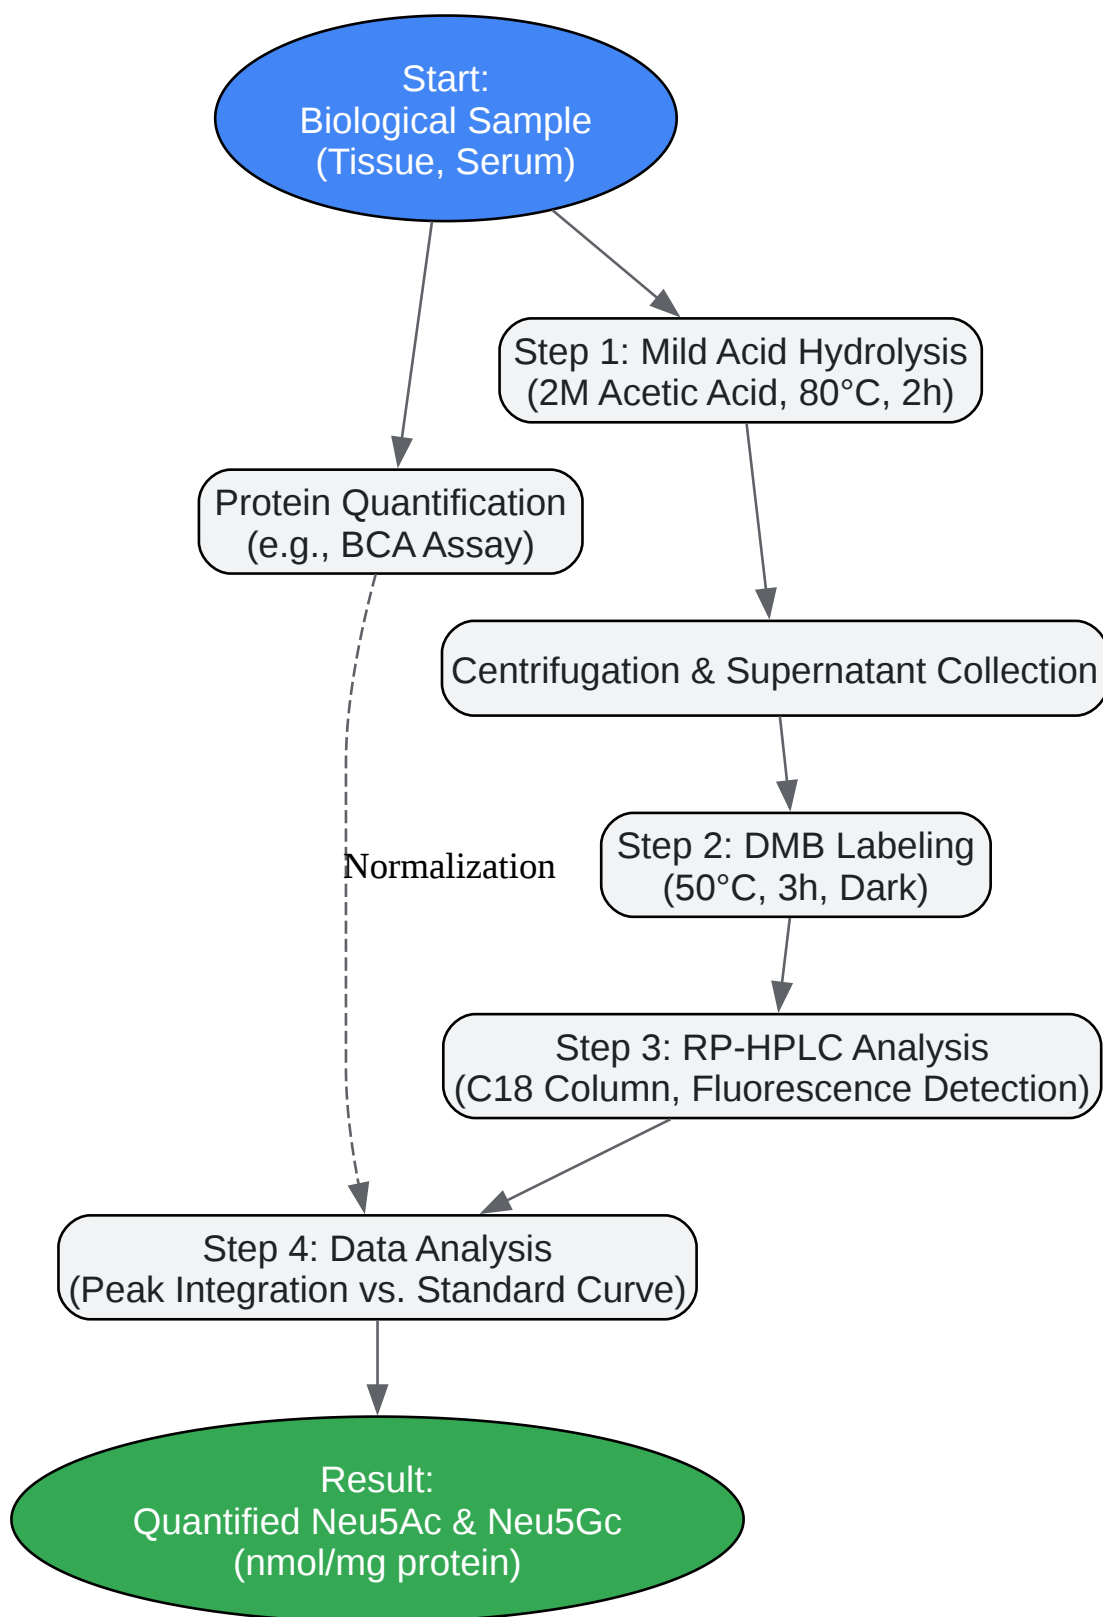 Start:
Biological Sample
(Tissue, Serum)
Step 1: Mild Acid Hydrolysis
(2M Acetic Acid, 80°C, 2h)
Protein Quantification
(e.g., BCA Assay)
Centrifugation & Supernatant Collection
Step 2: DMB Labeling
(50°C, 3h, Dark)
Normalization
Step 3: RP-HPLC Analysis
(C18 Column, Fluorescence Detection)
Step 4: Data Analysis
(Peak Integration vs. Standard Curve)
Result:
Quantified Neu5Ac & Neu5Gc
(nmol/mg protein)